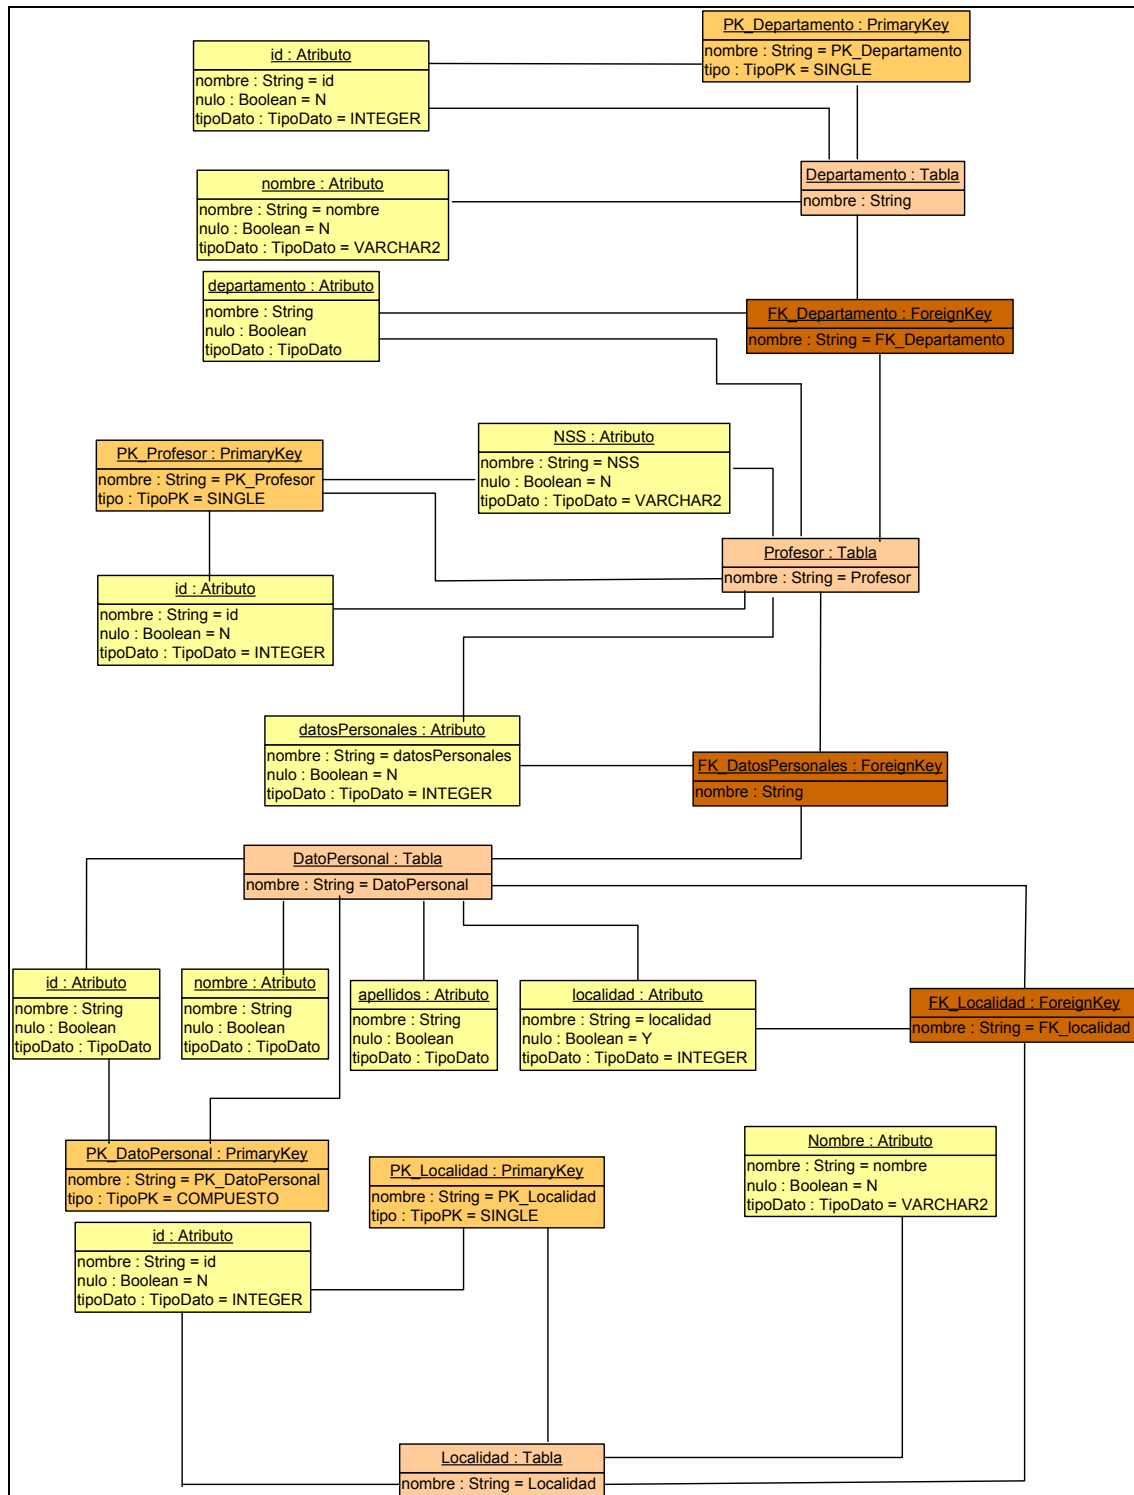 PK_Departamento : PrimaryKey
nombre : String = PK_Departamento
tipo : TipoPK = SINGLE
id : Atributo
nombre : String = id
nulo : Boolean = N
tipoDato : TipoDato = INTEGER
Departamento : Tabla
nombre : String
nombre : Atributo
nombre : String = nombre
nulo : Boolean = N
tipoDato : TipoDato = VARCHAR2
departamento : Atributo
nombre : String
nulo : Boolean
tipoDato : TipoDato
FK_Departamento : ForeignKey
nombre : String = FK_Departamento
NSS : Atributo
nombre : String = NSS
nulo : Boolean = N
tipoDato : TipoDato = VARCHAR2
PK_Profesor : PrimaryKey
nombre : String = PK_Profesor
tipo : TipoPK = SINGLE
Profesor : Tabla
nombre : String = Profesor
id : Atributo
nombre : String = id
nulo : Boolean = N
tipoDato : TipoDato = INTEGER
datosPersonales : Atributo
nombre : String = datosPersonales
nulo : Boolean = N
tipoDato : TipoDato = INTEGER
FK_DatosPersonales : ForeignKey
nombre : String
DatoPersonal : Tabla
nombre : String = DatoPersonal
id : Atributo
nombre : String
nulo : Boolean
tipoDato : TipoDato
nombre : Atributo
nombre : String
nulo : Boolean
tipoDato : TipoDato
apellidos : Atributo
nombre : String
nulo : Boolean
tipoDato : TipoDato
localidad : Atributo
nombre : String = localidad
nulo : Boolean = Y
tipoDato : TipoDato = INTEGER
FK_Localidad : ForeignKey
nombre : String = FK_localidad
PK_DatoPersonal : PrimaryKey
nombre : String = PK_DatoPersonal
tipo : TipoPK = COMPUESTO
PK_Localidad : PrimaryKey
nombre : String = PK_Localidad
tipo : TipoPK = SINGLE
Nombre : Atributo
nombre : String = nombre
nulo : Boolean = N
tipoDato : TipoDato = VARCHAR2
id : Atributo
nombre : String = id
nulo : Boolean = N
tipoDato : TipoDato = INTEGER
Localidad : Tabla
nombre : String = Localidad